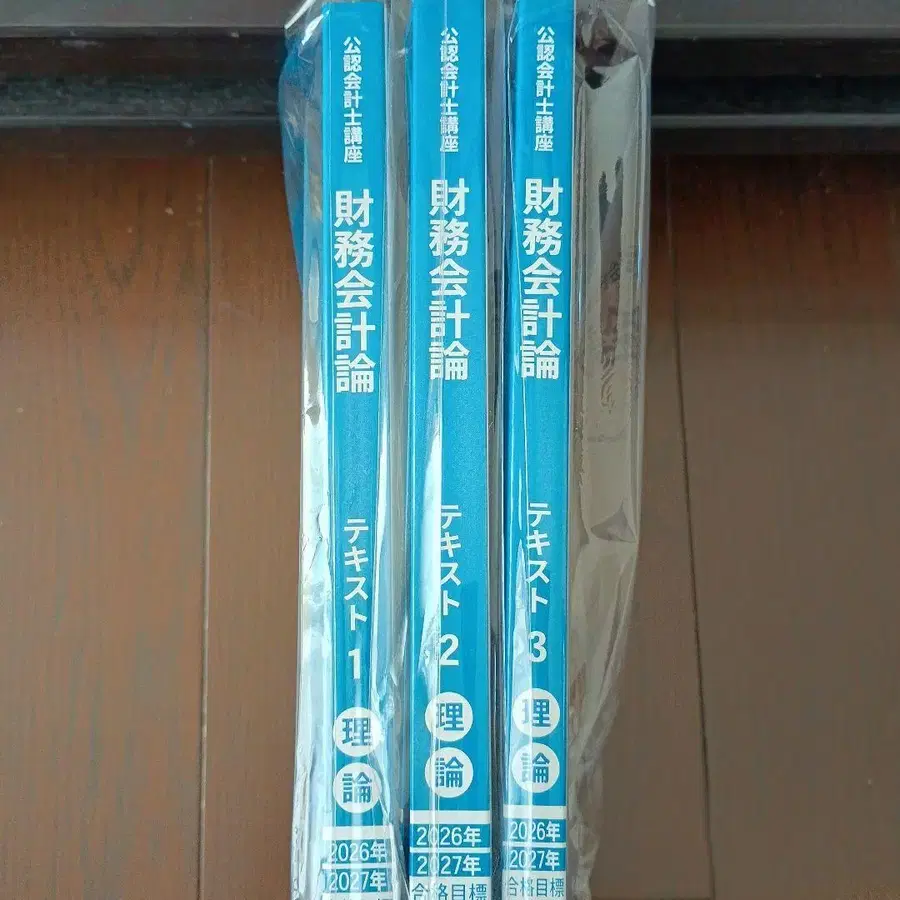 公認会計士講座
財務会計論
テキスト 1
理論
2026年
2027年
公認会計士講座
財務会計論
テキスト 2
理論
2026年
2027年
合格目標
公認会計士講座
財務会計論
テキスト 3
理論
2026年
2027年
合格目標